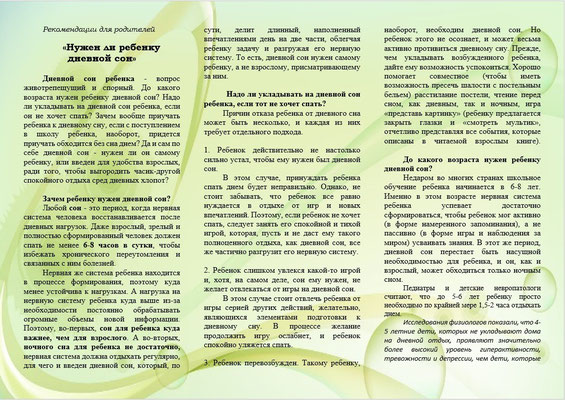 Рекомендации для родителей
«Нужен ли ребенку
дневной сон»
Дневной сон ребенка - вопрос
животрепещущий и спорный. До какого
возраста нужен ребенку дневной сон? Надо
ли укладывать на дневной сон ребенка, если
он не хочет спать? Зачем вообще приучать
ребенка к дневному сну, если с поступлением
в школу ребенка, наоборот, придется
приучать обходится без сна днем? Да и сам по
себе дневной сон - нужен ли он самому
ребенку, или введен для удобства взрослых,
ради того, чтобы выгородить часик-другой
спокойного отдыха сред дневных хлопот?
Зачем ребенку нужен дневной сон?
Любой сон - это период, когда нервная
система человека восстанавливается после
дневных нагрузок. Даже взрослый, зрелый и
полностью сформированный человек должен
спать не менее 6-8 часов в сутки, чтобы
избежать хронического переутомления и
связанных с ним болезней.
Нервная же система ребенка находится
в процессе формирования, поэтому куда
менее устойчива к нагрузкам. А нагрузка на
нервную систему ребенка куда выше из-за
необходимости постоянно обрабатывать
огромные объемы новой информации.
Поэтому, во-первых, сон для ребенка куда
важнее, чем для взрослого. А во-вторых,
ночного сна для ребенка не достаточно,
нервная система должна отдыхать регулярно,
для чего и введен дневной сон, который, по
сути, делит длинный, наполненный
впечатлениями день на две части, облегчая
ребенку задачу и разгружая его нервную
систему. То есть, дневной сон нужен самому
ребенку, а не взрослому, присматривающему
за ним.
Надо ли укладывать на дневной сон
ребенка, если тот не хочет спать?
Причин отказа ребенка от дневного сна
может быть несколько, и каждая из них
требует отдельного подхода.
1. Ребенок действительно не настолько
сильно устал, чтобы ему нужен был дневной
сон.
В этом случае, принуждать ребенка
спать днем будет неправильно. Однако, не
стоит забывать, что ребенок все равно
нуждается в отдыхе от игр и новых
впечатлений. Поэтому, если ребенок не хочет
спать, следует занять его спокойной и тихой
игрой, которая, пусть и не даст ему такого
полноценного отдыха, как дневной сон, все
же частично разгрузит его нервную систему.
2. Ребенок слишком увлекся какой-то игрой
и, хотя, на самом деле, сон ему нужен, не
желает отвлекаться от игры на дневной сон.
В этом случае стоит отвлечь ребенка от
игры серией других действий, желательно,
являющихся элементами подготовки к
дневному сну. В процессе желание
продолжить игру ослабнет, и ребенок
спокойно удяжется спать.
3. Ребенок перевозбужден. Такому ребенку,
наоборот, необходим дневной сон. Но
ребенок этого не осознает, и может весьма
активно противиться дневному сну. Прежде,
чем укладывать возбужденного ребенка,
дайте ему возможность успокоится. Хорошо
помогает совместное (чтобы иметь
возможность пресечь шалости с постельным
бельем) расстилание постели, чтение перед
сном, как дневным, так и ночным, игра
«представь картинку» (ребенку предлагается
закрыть глазки и «смотреть мультик»,
отчетливо представляя все события, которые
описаны в читаемой взрослым книге).
До какого возраста нужен ребенку
дневной сон?
Недаром во многих странах школьное
обучение ребенка начинается в 6-8 лет.
Именно в этом возрасте нервная система
ребенка успевает достаточно
сформироваться, чтобы ребенок мог активно
(в форме намеренного запоминания), а не
пассивно (в форме игры и наблюдения за
миром) усваивать знания. В этот же период,
дневной сон перестает быть насущной
необходимостью для ребенка, и он, как и
взрослый, может обходиться только ночным
сном.
Педиатры и детские невропатологи
считают, что до 5-6 лет ребенку просто
необходимо по крайней мере 1,5-2 часа отдыха
днем.
Исследования физиологов показали, что 4-
5 летние дети, которых не укладывают дома
на дневной отдых, проявляют значительно
более высокий уровень гиперактивности,
тревожности и депрессии, чем дети, которые